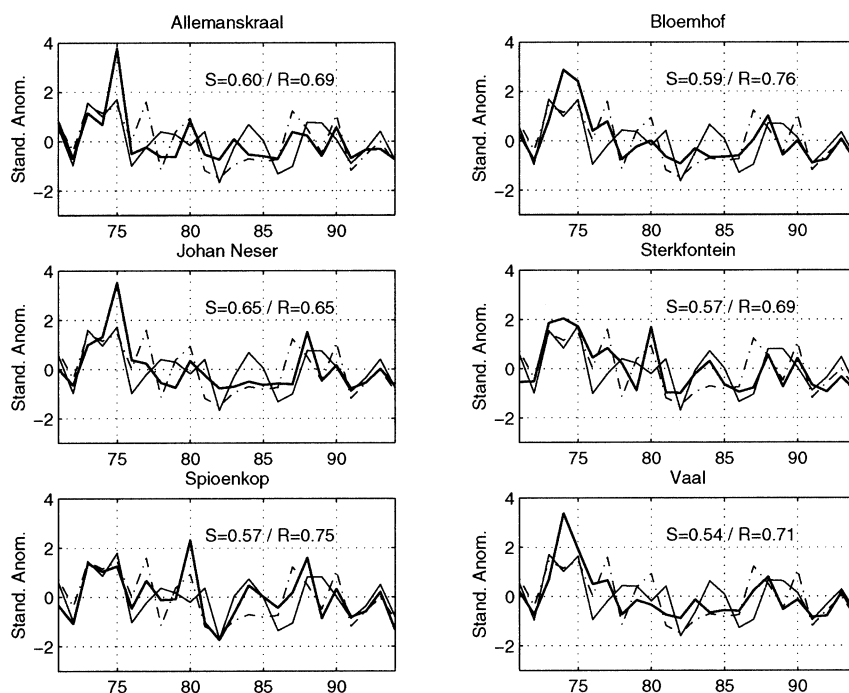 Allemanskraal
Stand. Anom.
4
2
0
−2
S=0.60 / R=0.69
75
80
85
90
Bloemhof
Stand. Anom.
4
2
0
−2
S=0.59 / R=0.76
75
80
85
90
Johan Neser
Stand. Anom.
4
2
0
−2
S=0.65 / R=0.65
75
80
85
90
Sterkfontein
Stand. Anom.
4
2
0
−2
S=0.57 / R=0.69
75
80
85
90
Spioenkop
Stand. Anom.
4
2
0
−2
S=0.57 / R=0.75
75
80
85
90
Vaal
Stand. Anom.
4
2
0
−2
S=0.54 / R=0.71
75
80
85
90